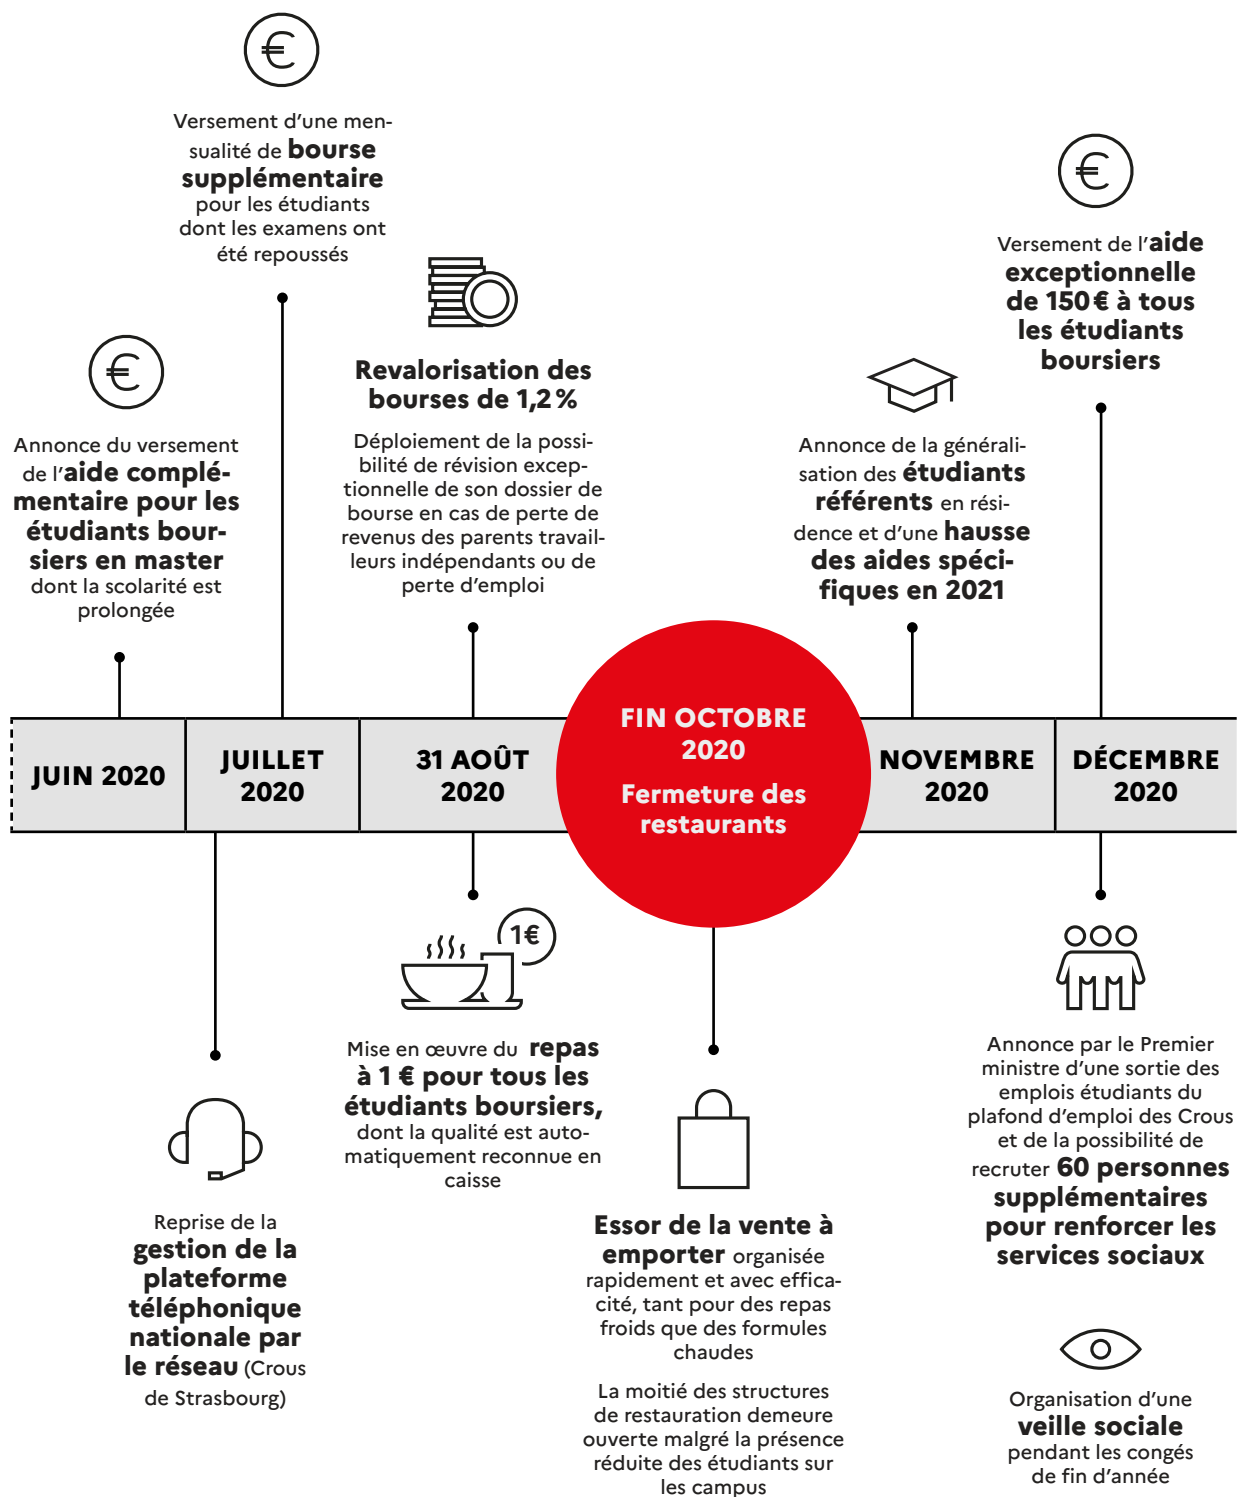 Versement d’une men-
sualité de bourse
supplémentaire
pour les étudiants
dont les examens ont
été repoussés
Versement de l’aide
exceptionnelle
de 150 € à tous
les étudiants
boursiers
Annonce du versement
de l’aide complé-
mentaire pour les
étudiants bour-
siers en master
dont la scolarité est
prolongée
Revalorisation des
bourses de 1,2 %
Déploiement de la possi-
bilité de révision excep-
tionnelle de son dossier de
bourse en cas de perte de
revenus des parents travail-
leurs indépendants ou de
perte d’emploi
Annonce de la générali-
sation des étudiants
référents en rési-
dence et d’une hausse
des aides spéci-
fiques en 2021
JUIN 2020
JUILLET
2020
31 AOÛT
2020
FIN OCTOBRE
2020
Fermeture des
restaurants
NOVEMBRE
2020
DÉCEMBRE
2020
Reprise de la
gestion de la
plateforme
téléphonique
nationale par
le réseau (Crous
de Strasbourg)
1€
Mise en œuvre du repas
à 1 € pour tous les
étudiants boursiers,
dont la qualité est auto-
matiquement reconnue en
caisse
Essor de la vente à
emporter organisée
rapidement et avec effica-
cité, tant pour des repas
froids que des formules
chaudes
La moitié des structures
de restauration demeure
ouverte malgré la présence
réduite des étudiants sur
les campus
Annonce par le Premier
ministre d’une sortie des
emplois étudiants du
plafond d’emploi des Crous
et de la possibilité de
recruter 60 personnes
supplémentaires
pour renforcer les
services sociaux
Organisation d’une
veille sociale
pendant les congés
de fin d’année